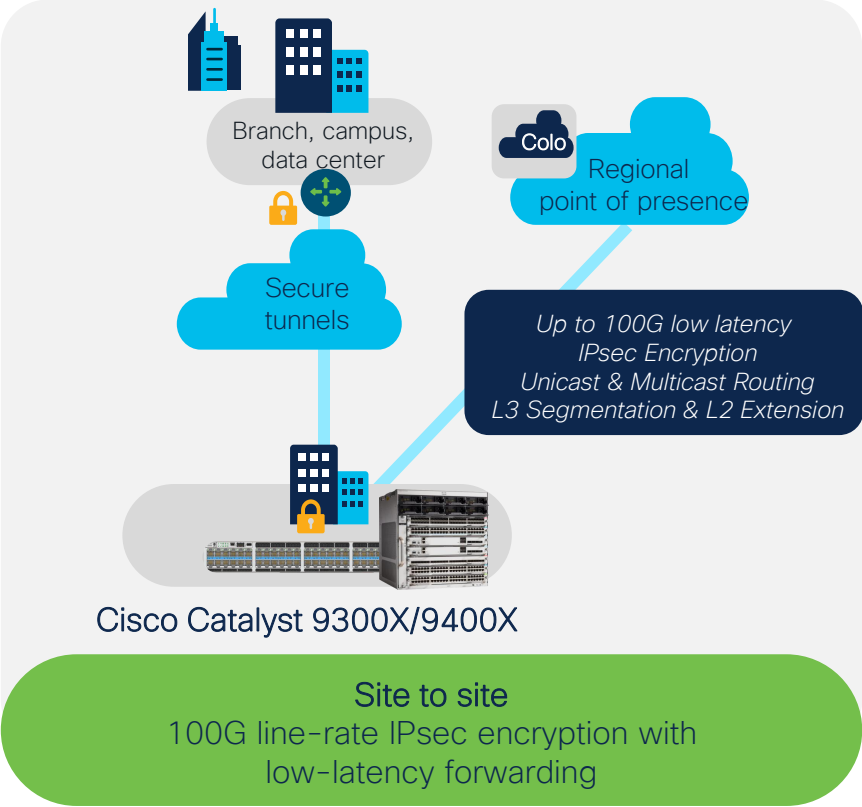 Branch, campus,
data center
Colo
Regional
point of presence
Secure
tunnels
Up to 100G low latency
IPsec Encryption
Unicast & Multicast Routing
L3 Segmentation & L2 Extension
Cisco Catalyst 9300X/9400X
Site to site
100G line-rate IPsec encryption with
low-latency forwarding